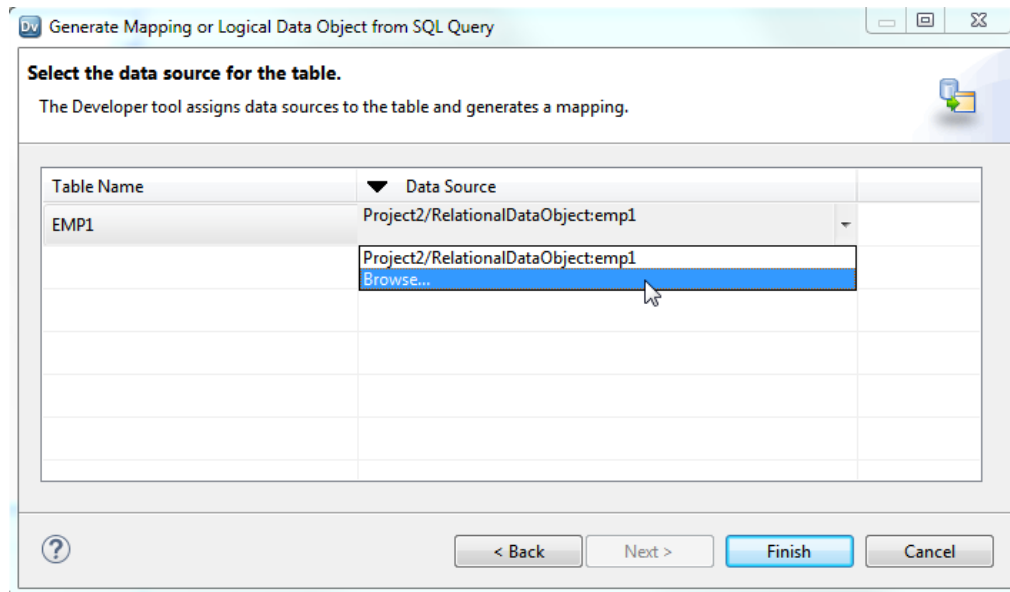 Dv Generate Mapping or Logical Data Object from SQL Query
Select the data source for the table.
The Developer tool assigns data sources to the table and generates a mapping.
Table Name Data Source
EMP1 Project2/RelationalDataObject:emp1
Project2/RelationalDataObject:emp1
Browse...
? < Back Next > Finish Cancel